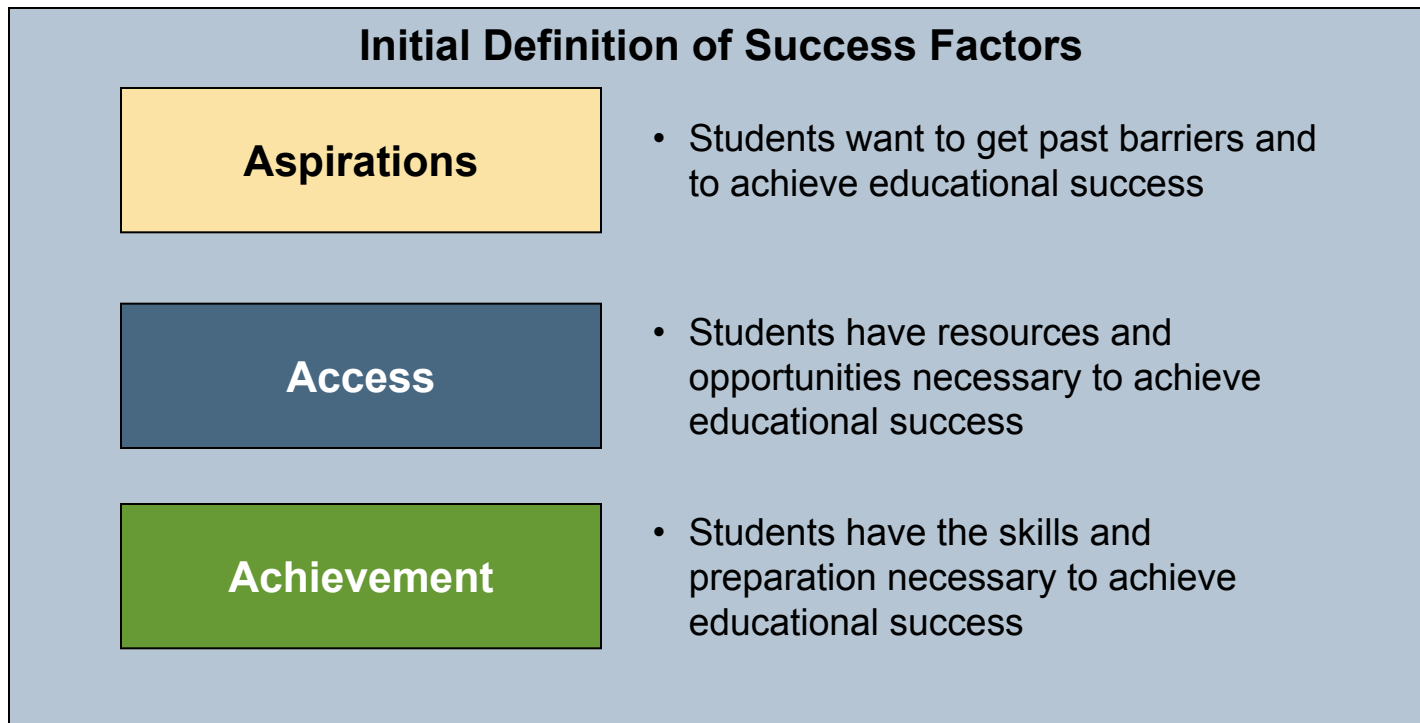 Initial Definition of Success Factors
Aspirations
• Students want to get past barriers and
to achieve educational success
Access
• Students have resources and
opportunities necessary to achieve
educational success
Achievement
• Students have the skills and
preparation necessary to achieve
educational success